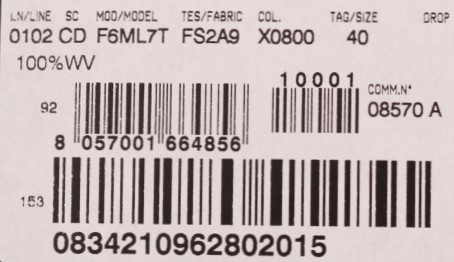 LN/LINE SC MOD/MODEL TES/FABRIC COL. TAG/SIZE DROP
0102 CD F6ML7T FS2A9 X0800 40
100%WV
10001
COMM.N°
92
08570 A
8 057001 664856
153
0834210962802015